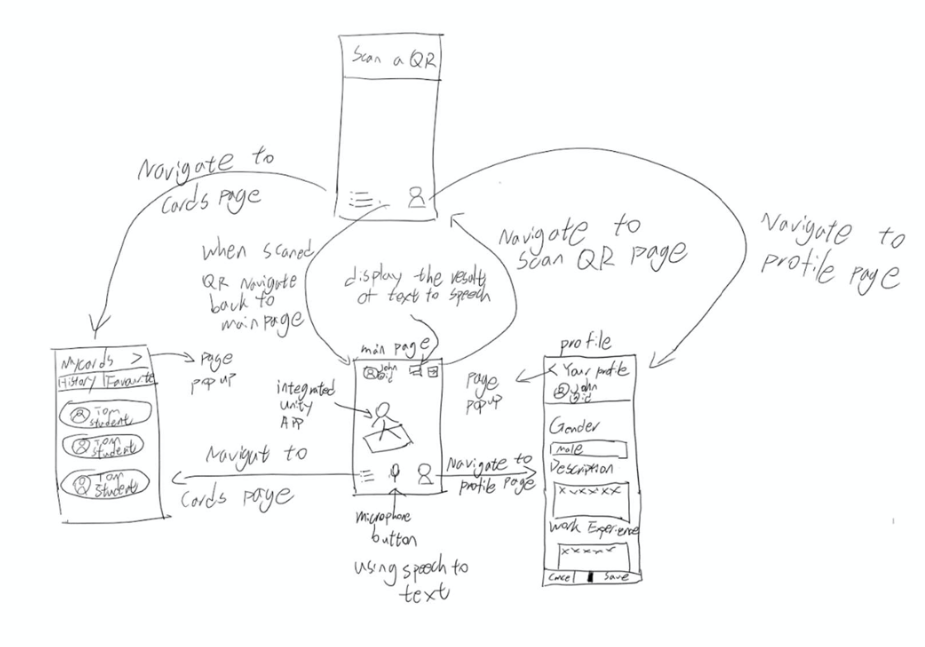 Scan a QR
Navigate to
Cards page
when scaned
QR navigate
back to
main page
display the result
of text to speech
Navigate to
scan QR page
Navigate to
profile page
My cards >
History Favourite
Tom
student
Tom
student
Tom
student
page
pop up
main page
John
integrated
unity
APP
Navigate to
Cards page
microphone
button
using speech to
text
Navigate to
profile page
page
pop up
profile
< Your profile
John
Gender
male
Description
xxxxxx
Work Experience
Cancel Save